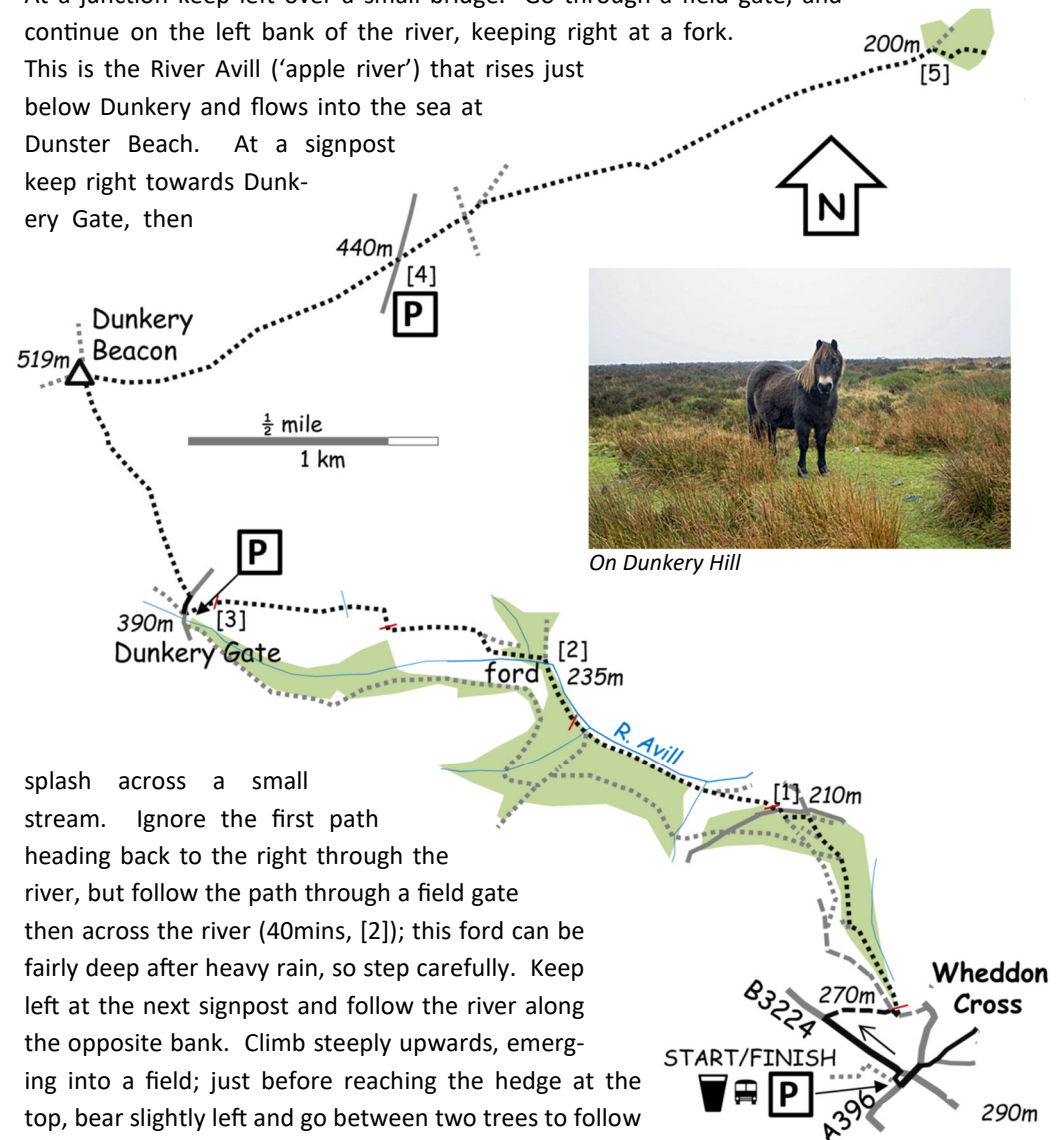 At a junction keep left over a small bridge. Go through a field gate, and
continue on the left bank of the river, keeping right at a fork.
This is the River Avill (‘apple river’) that rises just
below Dunkery and flows into the sea at
Dunster Beach. At a signpost
keep right towards Dunk-
ery Gate, then
200m
[5]
N
440m
[4]
P
Dunkery
Beacon
519m
½ mile
1 km
On Dunkery Hill
P
390m
[3]
Dunkery Gate
[2]
ford
235m
R. Avill
[1] 210m
splash across a small
stream. Ignore the first path
heading back to the right through the
river, but follow the path through a field gate
then across the river (40mins, [2]); this ford can be
fairly deep after heavy rain, so step carefully. Keep
left at the next signpost and follow the river along
the opposite bank. Climb steeply upwards, emerg-
ing into a field; just before reaching the hedge at the
top, bear slightly left and go between two trees to follow
Wheddon
Cross
270m
B3224
START/FINISH
P
A396
290m